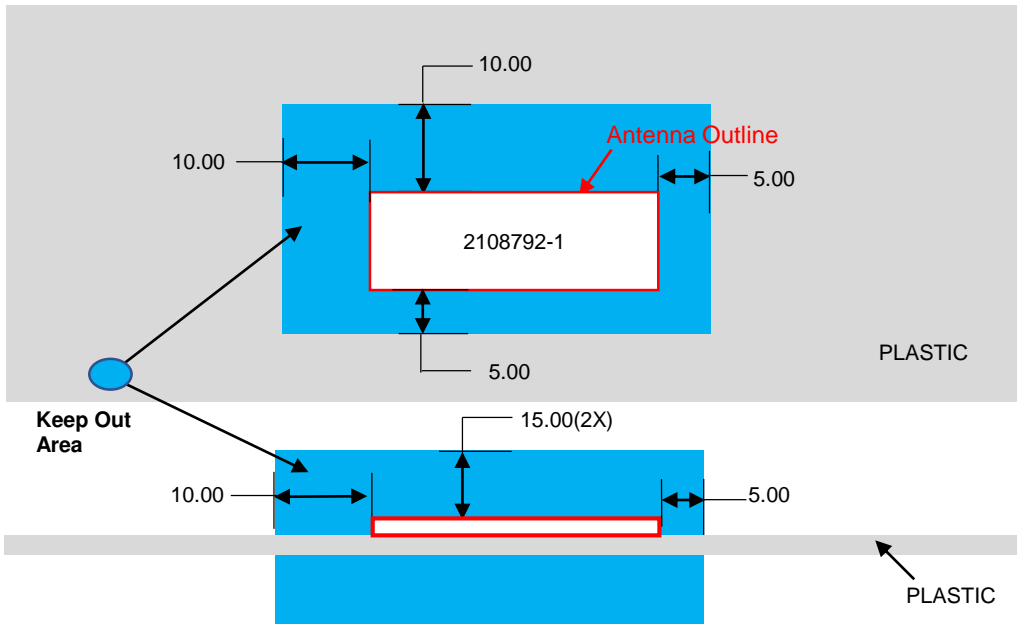 10.00
Antenna Outline
10.00
5.00
2108792-1
PLASTIC
5.00
Keep Out
Area
15.00(2X)
10.00
5.00
PLASTIC